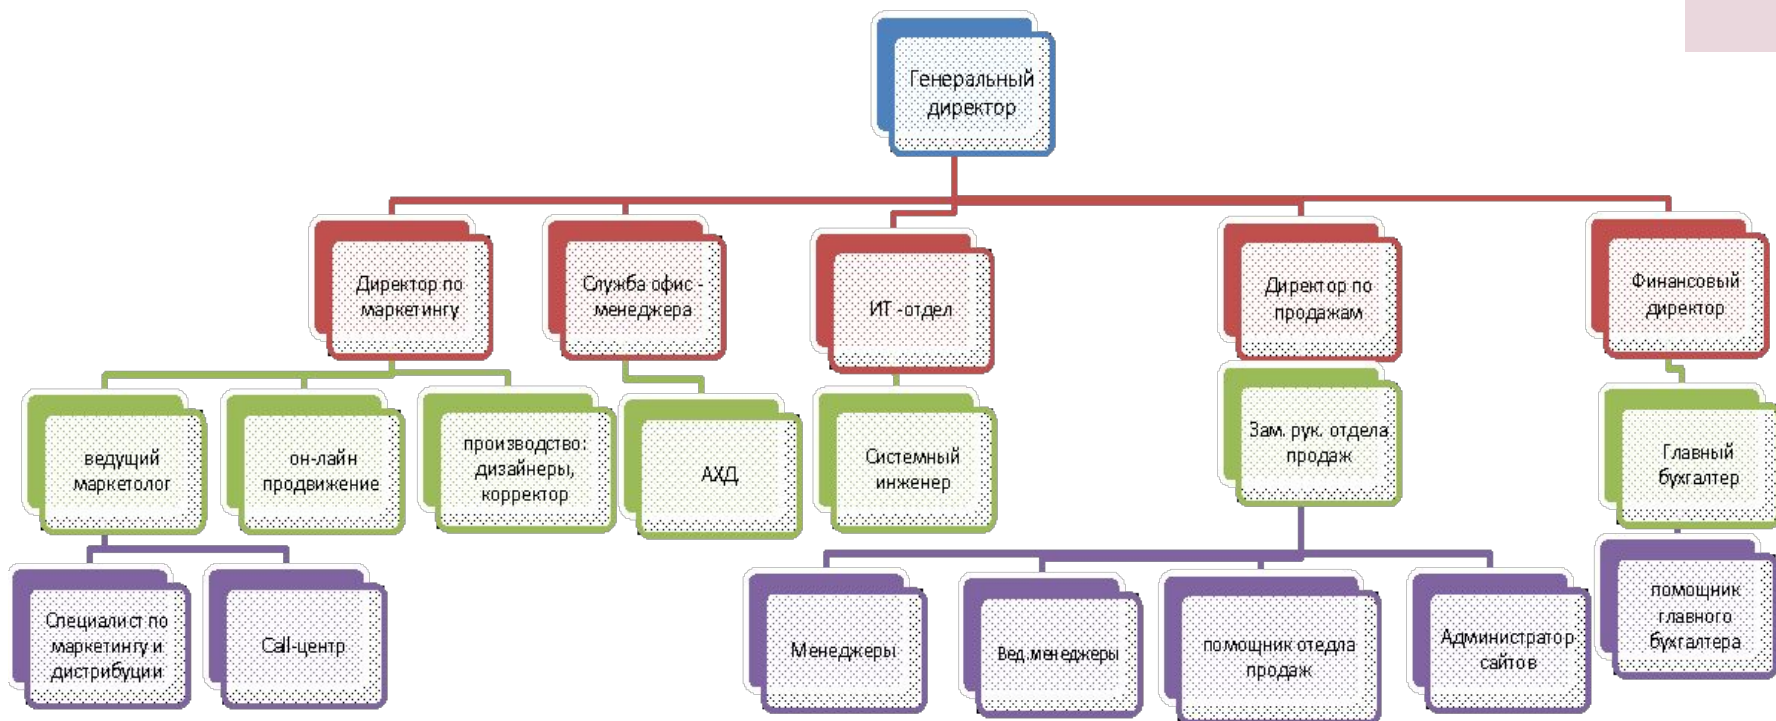 Генеральный
директор
Директор по
маркетингу
Служба офис -
менеджера
ИТ -отдел
Директор по
продажам
Финансовый
директор
ведущий
маркетолог
он-лайн
продвижение
производство:
дизайнеры,
корректор
АХД
Системный
инженер
Зам. рук. отдела
продаж
Главный
бухгалтер
Специалист по
маркетингу и
дистрибуции
Call-центр
Менеджеры
Вед.менеджеры
помощник отедла
продаж
Администратор
сайтов
помощник
главного
бухгалтера